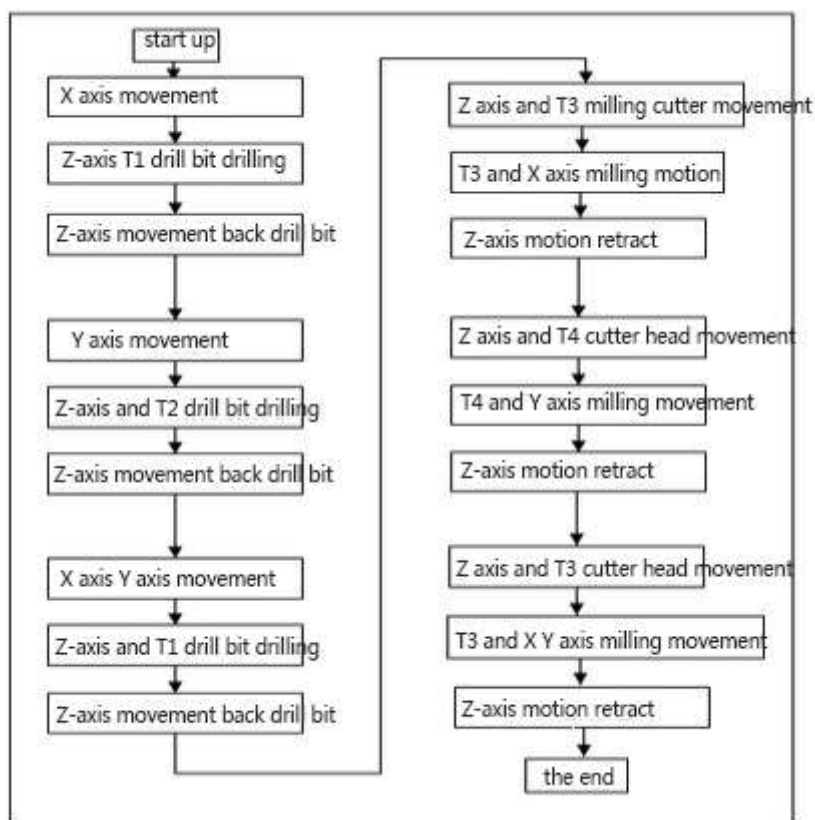 start up
X axis movement
Z-axis T1 drill bit drilling
Z-axis movement back drill bit
Y axis movement
Z-axis and T2 drill bit drilling
Z-axis movement back drill bit
X axis Y axis movement
Z-axis and T1 drill bit drilling
Z-axis movement back drill bit
Z axis and T3 milling cutter movement
T3 and X axis milling motion
Z-axis motion retract
Z axis and T4 cutter head movement
T4 and Y axis milling movement
Z-axis motion retract
Z axis and T3 cutter head movement
T3 and X Y axis milling movement
Z-axis motion retract
the end